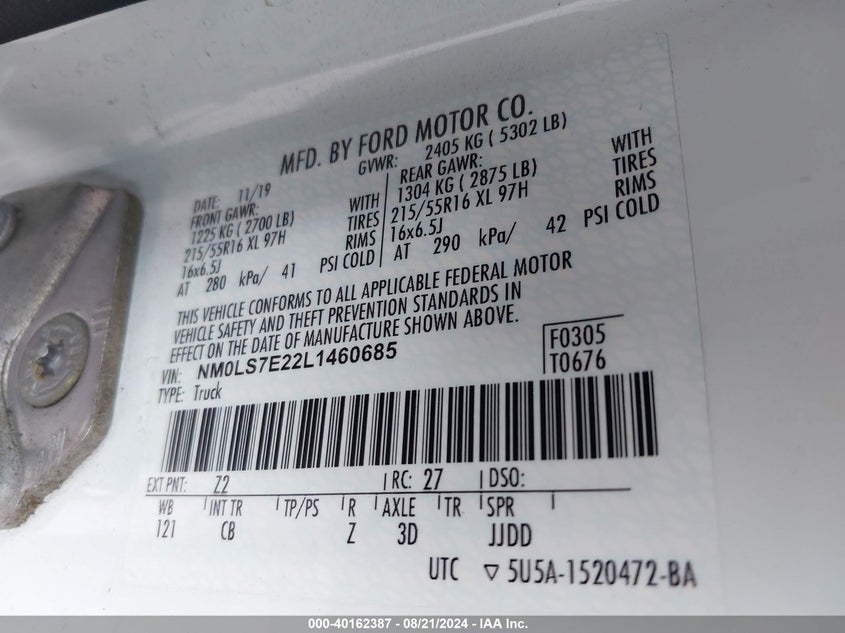 MFD. BY FORD MOTOR CO.
DATE: 11/19 GVWR: 2405 KG ( 5302 LB)
FRONT GAWR: REAR GAWR:
1225 KG ( 2700 LB) WITH 1304 KG ( 2875 LB) WITH
215/55R16 XL 97H TIRES 215/55R16 XL 97H TIRES
16x6.5J RIMS 16x6.5J RIMS
AT 280 kPa/ 41 PSI COLD AT 290 kPa/ 42 PSI COLD
THIS VEHICLE CONFORMS TO ALL APPLICABLE FEDERAL MOTOR
VEHICLE SAFETY AND THEFT PREVENTION STANDARDS IN
EFFECT ON THE DATE OF MANUFACTURE SHOWN ABOVE.
VIN: NM0LS7E22L1460685 F0305
TYPE: Truck T0676
EXT PNT: Z2 RC: 27 DSO:
WB INT TR TP/PS R AXLE TR SPR
121 CB Z 3D JJDD
UTC ▽ 5U5A-1520472-BA
000-40162387 - 08/21/2024 - IAA Inc.